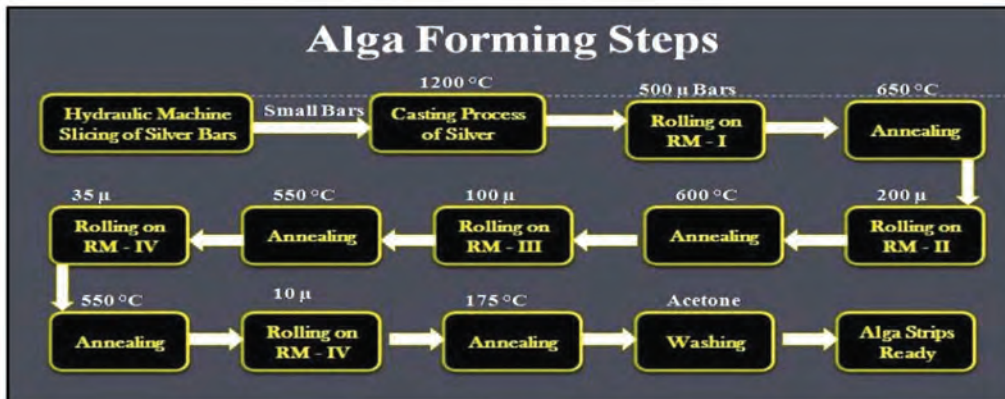 Alga Forming Steps
1200 °C
500 µ Bars
650 °C
Hydraulic Machine
Slicing of Silver Bars
Small Bars
Casting Process
of Silver
Rolling on
RM - I
Annealing
35 µ
550 °C
100 µ
600 °C
200 µ
Rolling on
RM - IV
Annealing
Rolling on
RM - III
Annealing
Rolling on
RM - II
550 °C
10 µ
175 °C
Acetone
Annealing
Rolling on
RM - IV
Annealing
Washing
Alga Strips
Ready